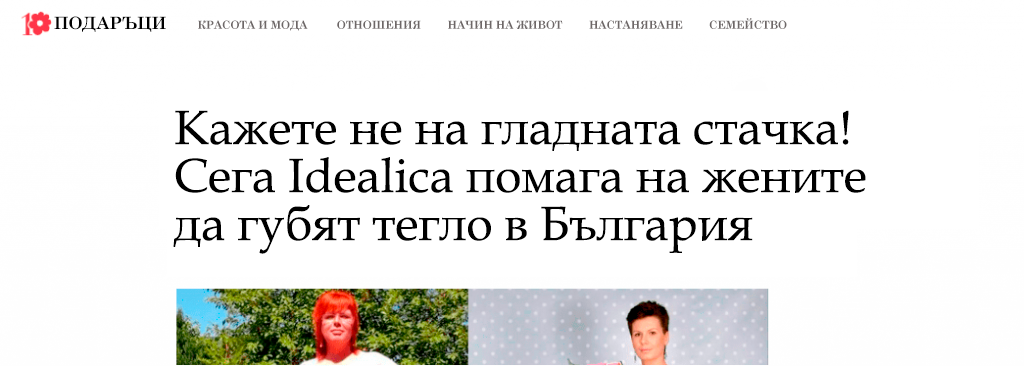 10 ПОДАРЪЦИ КРАСОТА И МОДА ОТНОШЕНИЯ НАЧИН НА ЖИВОТ НАСТАНЯВАНЕ СЕМЕЙСТВО
Кажете не на гладната стачка!
Сега Idealica помага на жените
да губят тегло в България